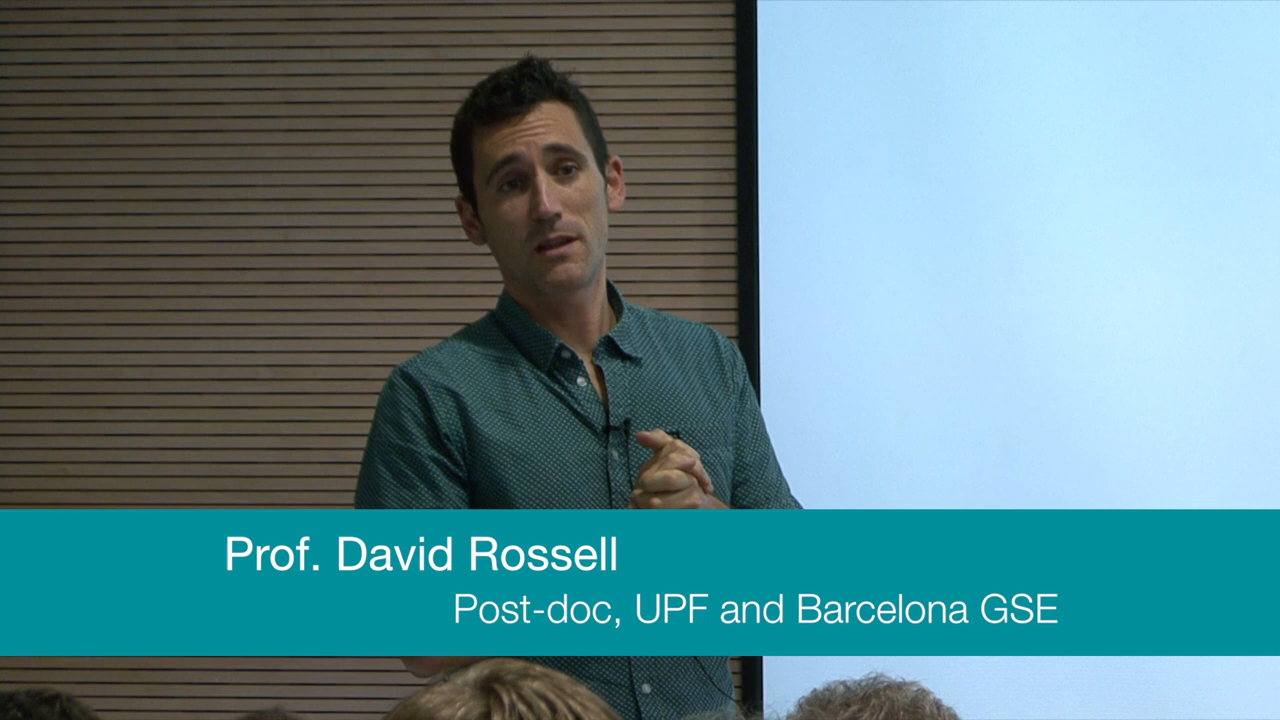 Prof. David Rossell
Post-doc, UPF and Barcelona GSE